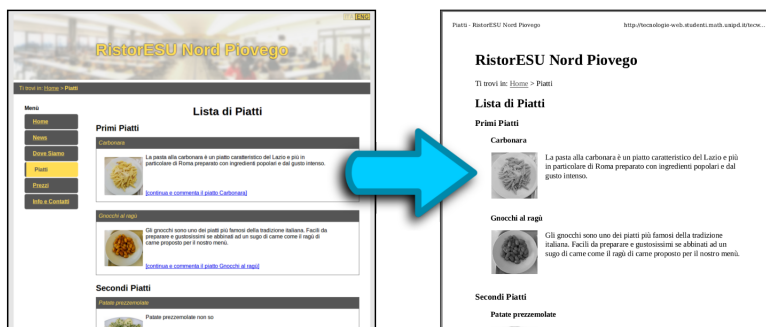 ITA ENG
RistorESU Nord Piovego
Ti trovi in: Home > Piatti
Menù
Home
News
Dove Siamo
Piatti
Prezzi
Info e Contatti
Lista di Piatti
Primi Piatti
Carbonara
La pasta alla carbonara è un piatto caratteristico del Lazio e più in
particolare di Roma preparato con ingredienti popolari e dal gusto intenso.
[continua e commenta il piatto Carbonara]
Gnocchi al ragù
Gli gnocchi sono uno dei piatti più famosi della tradizione italiana. Facili da
preparare e gustosissimi se abbinati ad un sugo di carne come il ragù di
carne proposto per il nostro menù.
[continua e commenta il piatto Gnocchi al ragù]
Secondi Piatti
Patate prezzemolate
Patate prezzemolate non so
Piatti - RistorESU Nord Piovego
http://tecnologie-web.studenti.math.unipd.it/tecw...
RistorESU Nord Piovego
Ti trovi in: Home > Piatti
Lista di Piatti
Primi Piatti
Carbonara
La pasta alla carbonara è un piatto caratteristico del Lazio e più
in particolare di Roma preparato con ingredienti popolari e dal
gusto intenso.
Gnocchi al ragù
Gli gnocchi sono uno dei piatti più famosi della tradizione
italiana. Facili da preparare e gustosissimi se abbinati ad un
sugo di carne come il ragù di carne proposto per il nostro menù.
Secondi Piatti
Patate prezzemolate